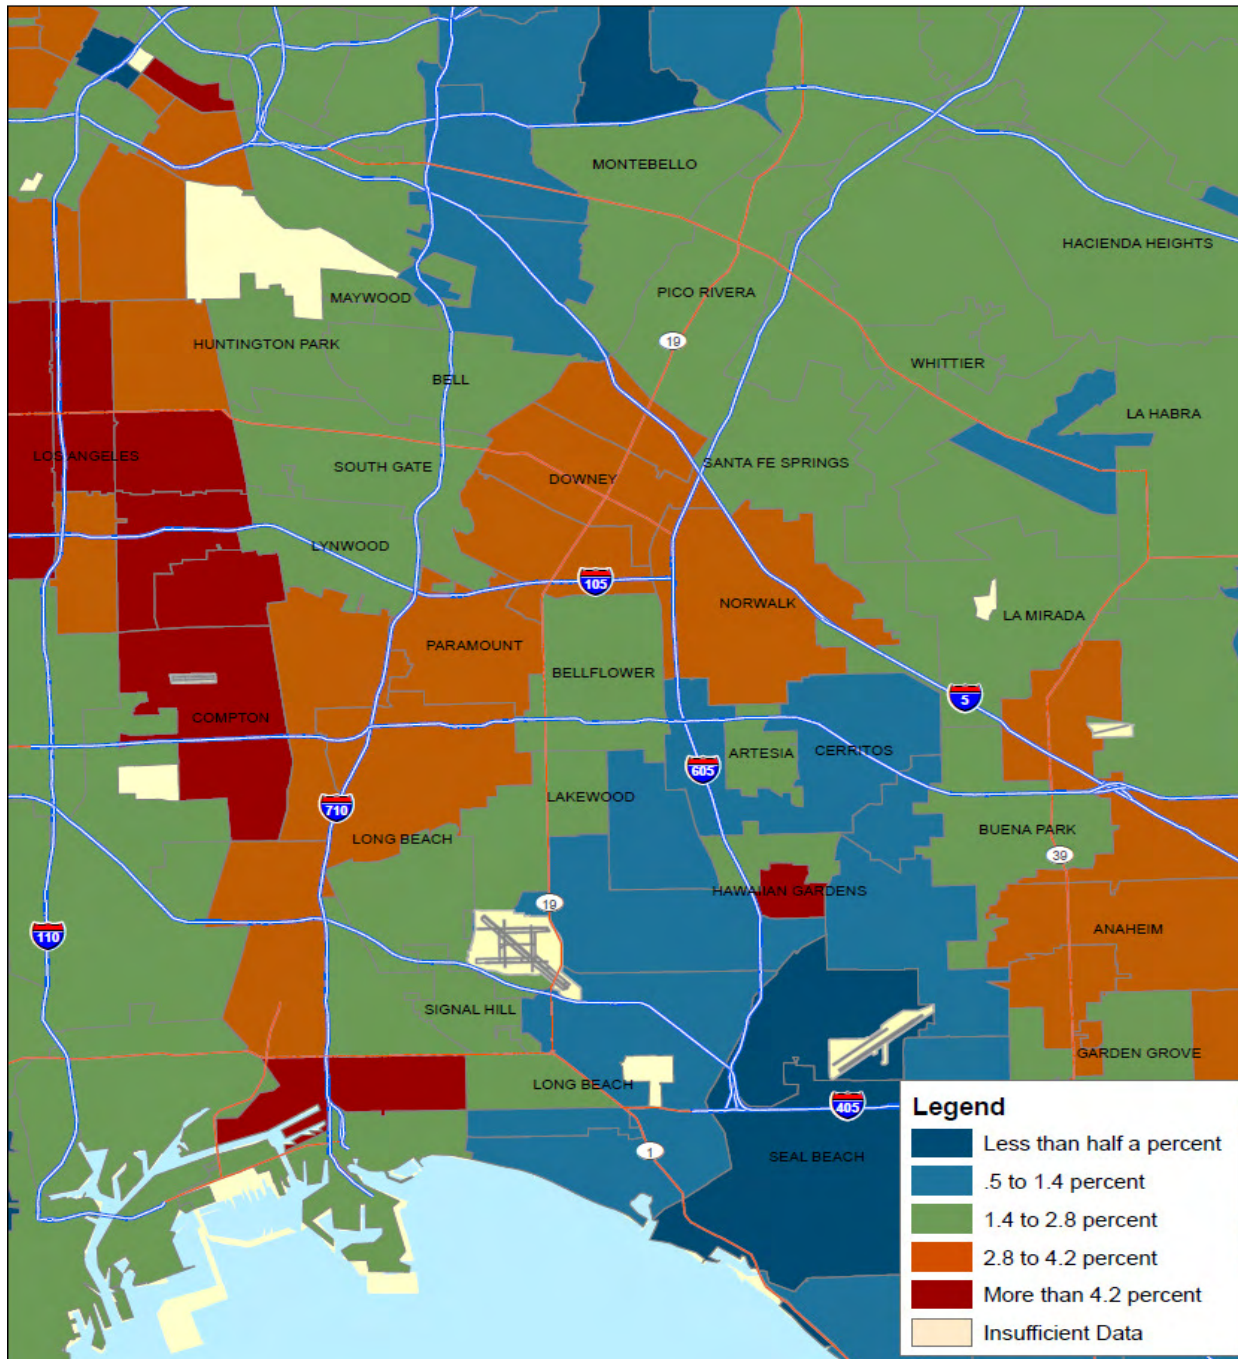 MONTEBELLO
HACIENDA HEIGHTS
PICO RIVERA
MAYWOOD
19
HUNTINGTON PARK
WHITTIER
BELL
LA HABRA
LOS ANGELES
SOUTH GATE
SANTA FE SPRINGS
DOWNEY
LYNWOOD
105
NORWALK
LA MIRADA
PARAMOUNT
BELLFLOWER
5
COMPTON
ARTESIA
CERRITOS
605
LAKEWOOD
710
LONG BEACH
BUENA PARK
39
HAWAIIAN GARDENS
19
110
ANAHEIM
SIGNAL HILL
GARDEN GROVE
LONG BEACH
405
1
SEAL BEACH
Legend
Less than half a percent
.5 to 1.4 percent
1.4 to 2.8 percent
2.8 to 4.2 percent
More than 4.2 percent
Insufficient Data